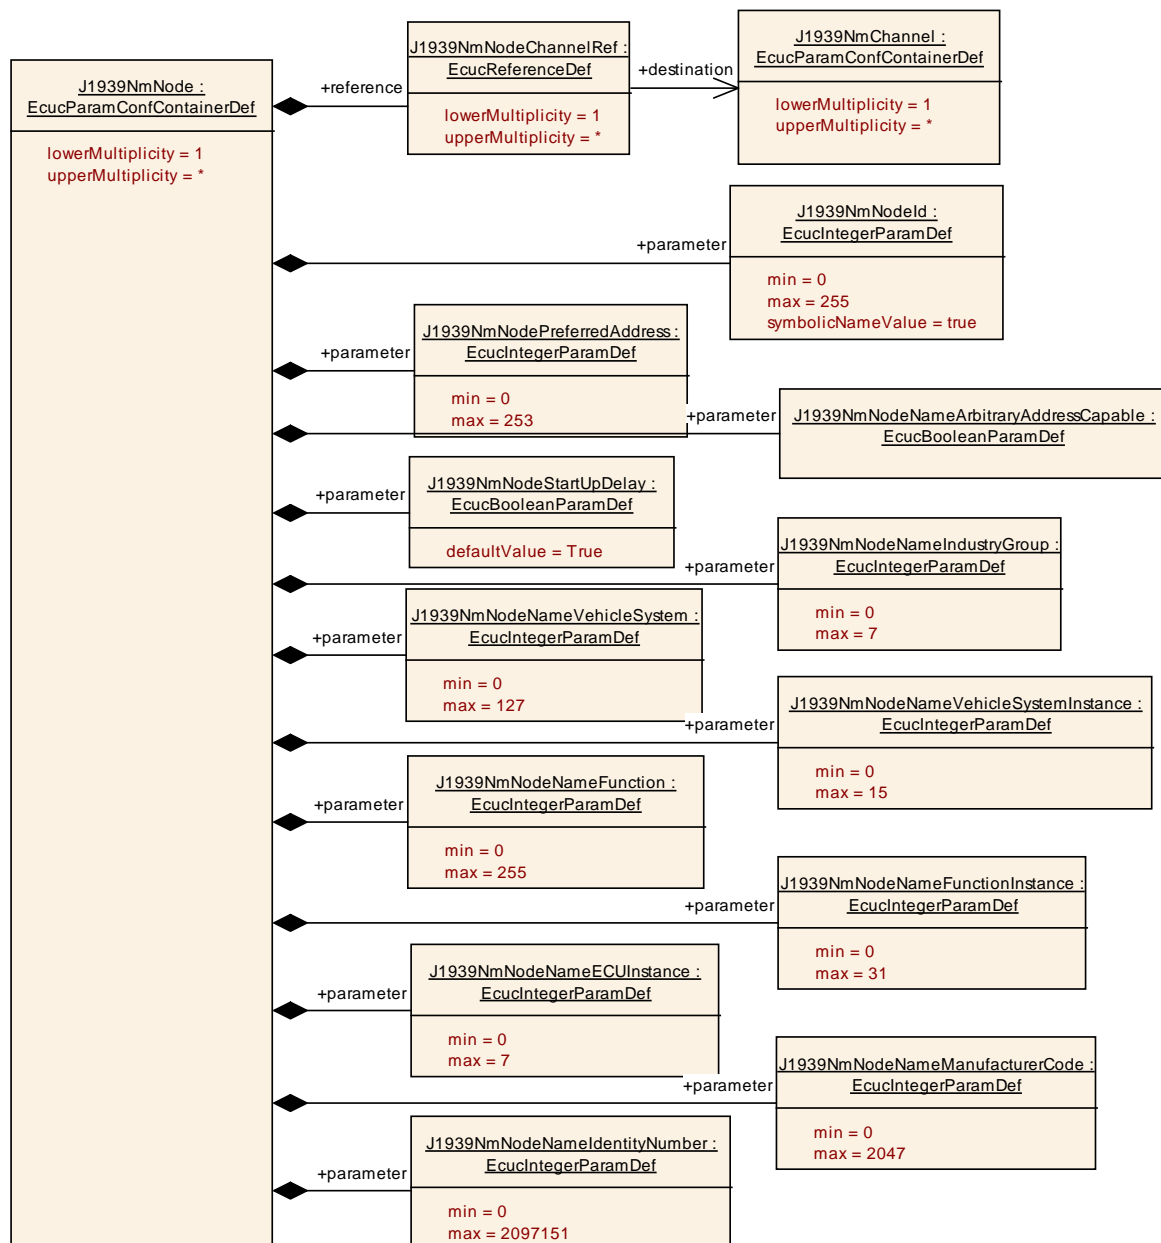 J1939NmNode :
EcucParamConfContainerDef
lowerMultiplicity = 1
upperMultiplicity = *
+reference
J1939NmNodeChannelRef :
EcucReferenceDef
lowerMultiplicity = 1
upperMultiplicity = *
+destination
J1939NmChannel :
EcucParamConfContainerDef
lowerMultiplicity = 1
upperMultiplicity = *
+parameter
J1939NmNodeId :
EcucIntegerParamDef
min = 0
max = 255
symbolicNameValue = true
+parameter
J1939NmNodePreferredAddress :
EcucIntegerParamDef
min = 0
max = 253
+parameter
J1939NmNodeNameArbitraryAddressCapable :
EcucBooleanParamDef
+parameter
J1939NmNodeStartUpDelay :
EcucBooleanParamDef
defaultValue = True
+parameter
J1939NmNodeNameIndustryGroup :
EcucIntegerParamDef
min = 0
max = 7
+parameter
J1939NmNodeNameVehicleSystem :
EcucIntegerParamDef
min = 0
max = 127
+parameter
J1939NmNodeNameVehicleSystemInstance :
EcucIntegerParamDef
min = 0
max = 15
+parameter
J1939NmNodeNameFunction :
EcucIntegerParamDef
min = 0
max = 255
+parameter
J1939NmNodeNameFunctionInstance :
EcucIntegerParamDef
min = 0
max = 31
+parameter
J1939NmNodeNameECUInstance :
EcucIntegerParamDef
min = 0
max = 7
+parameter
J1939NmNodeNameManufacturerCode :
EcucIntegerParamDef
min = 0
max = 2047
+parameter
J1939NmNodeNameIdentityNumber :
EcucIntegerParamDef
min = 0
max = 2097151